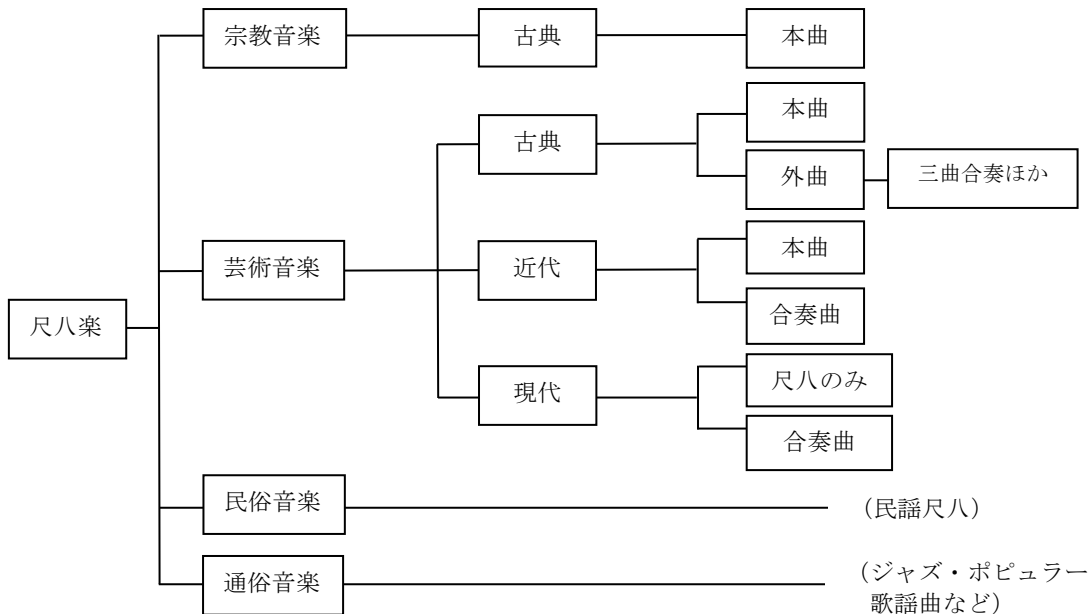 宗教音楽
古典
本曲
本曲
古典
外曲
三曲合奏ほか
本曲
芸術音楽
近代
尺八楽
合奏曲
尺八のみ
現代
合奏曲
民俗音楽
（民謡尺八）
通俗音楽
（ジャズ・ポピュラー
歌謡曲など）